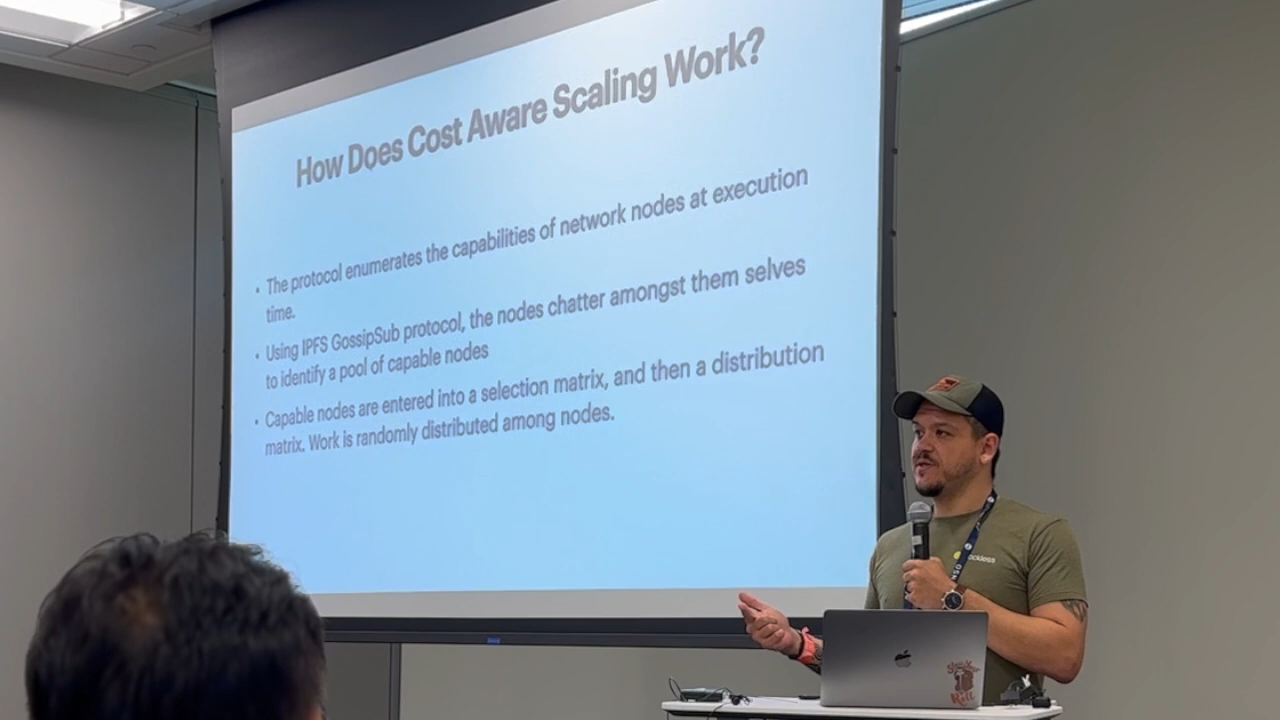 How Does Cost Aware Scaling Work?
• The protocol enumerates the capabilities of network nodes at execution
time.
• Using IPFS GossipSub protocol, the nodes chatter amongst them selves
to identify a pool of capable nodes
• Capable nodes are entered into a selection matrix, and then a distribution
matrix. Work is randomly distributed among nodes.